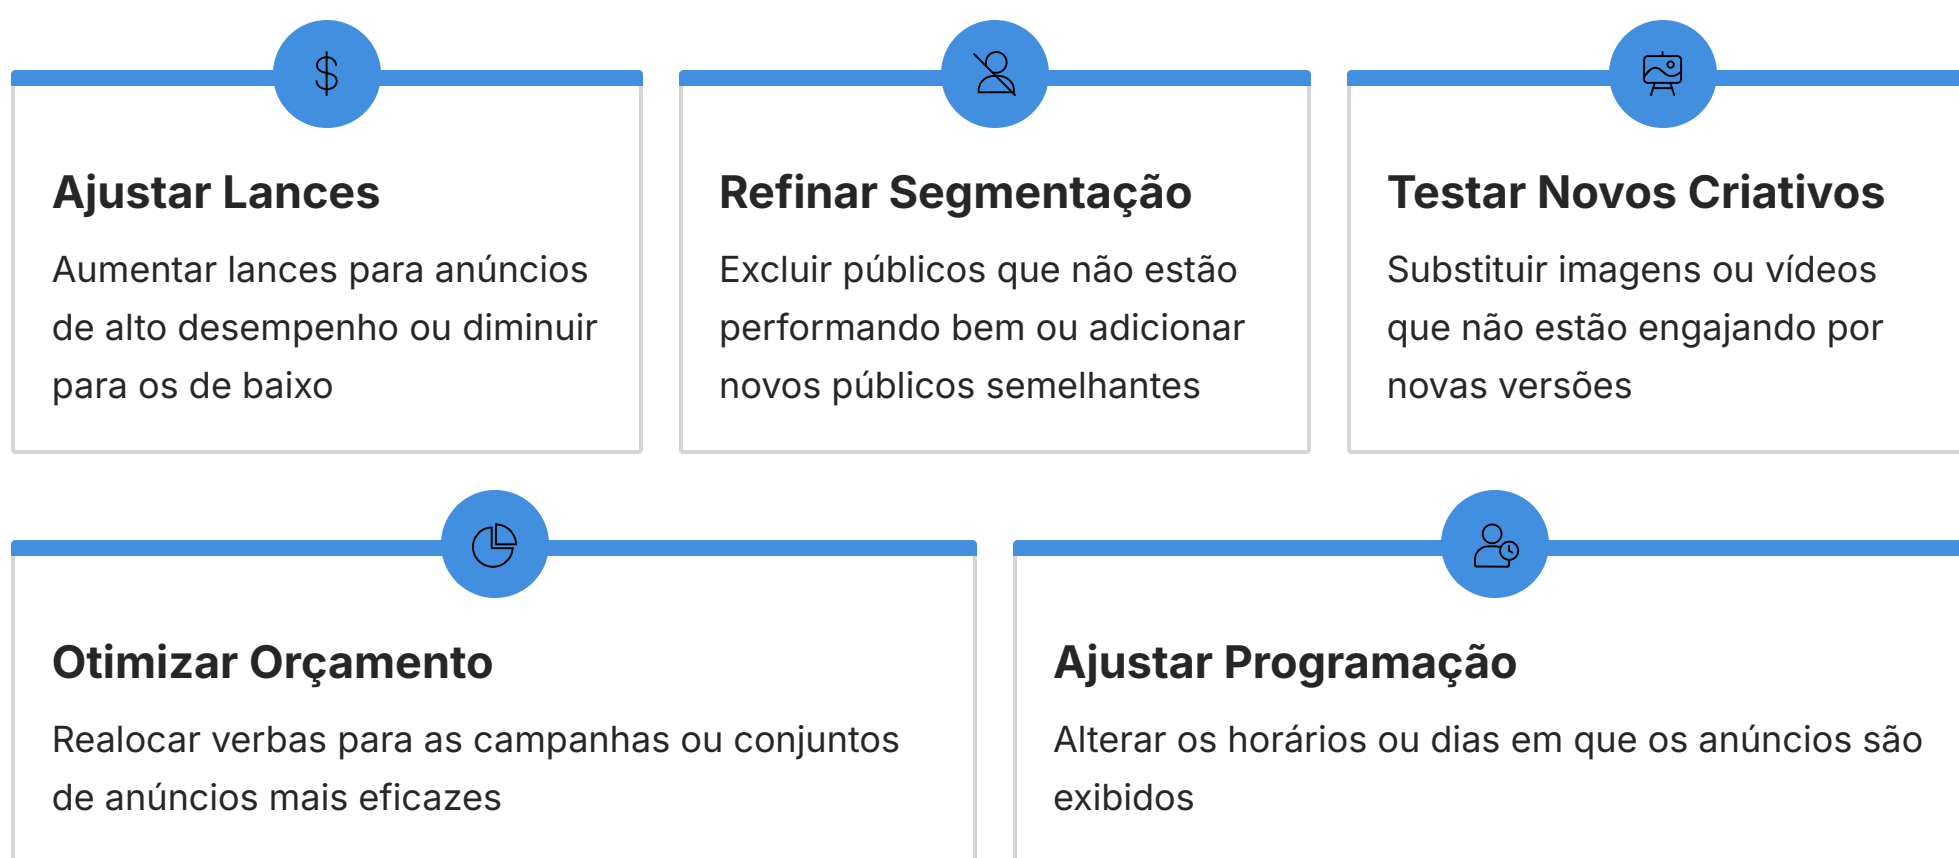 Ajustar Lances
Aumentar lances para anúncios
de alto desempenho ou diminuir
para os de baixo
Refinar Segmentação
Excluir públicos que não estão
performando bem ou adicionar
novos públicos semelhantes
Testar Novos Criativos
Substituir imagens ou vídeos
que não estão engajando por
novas versões
Otimizar Orçamento
Realocar verbas para as campanhas ou conjuntos
de anúncios mais eficazes
Ajustar Programação
Alterar os horários ou dias em que os anúncios são
exibidos